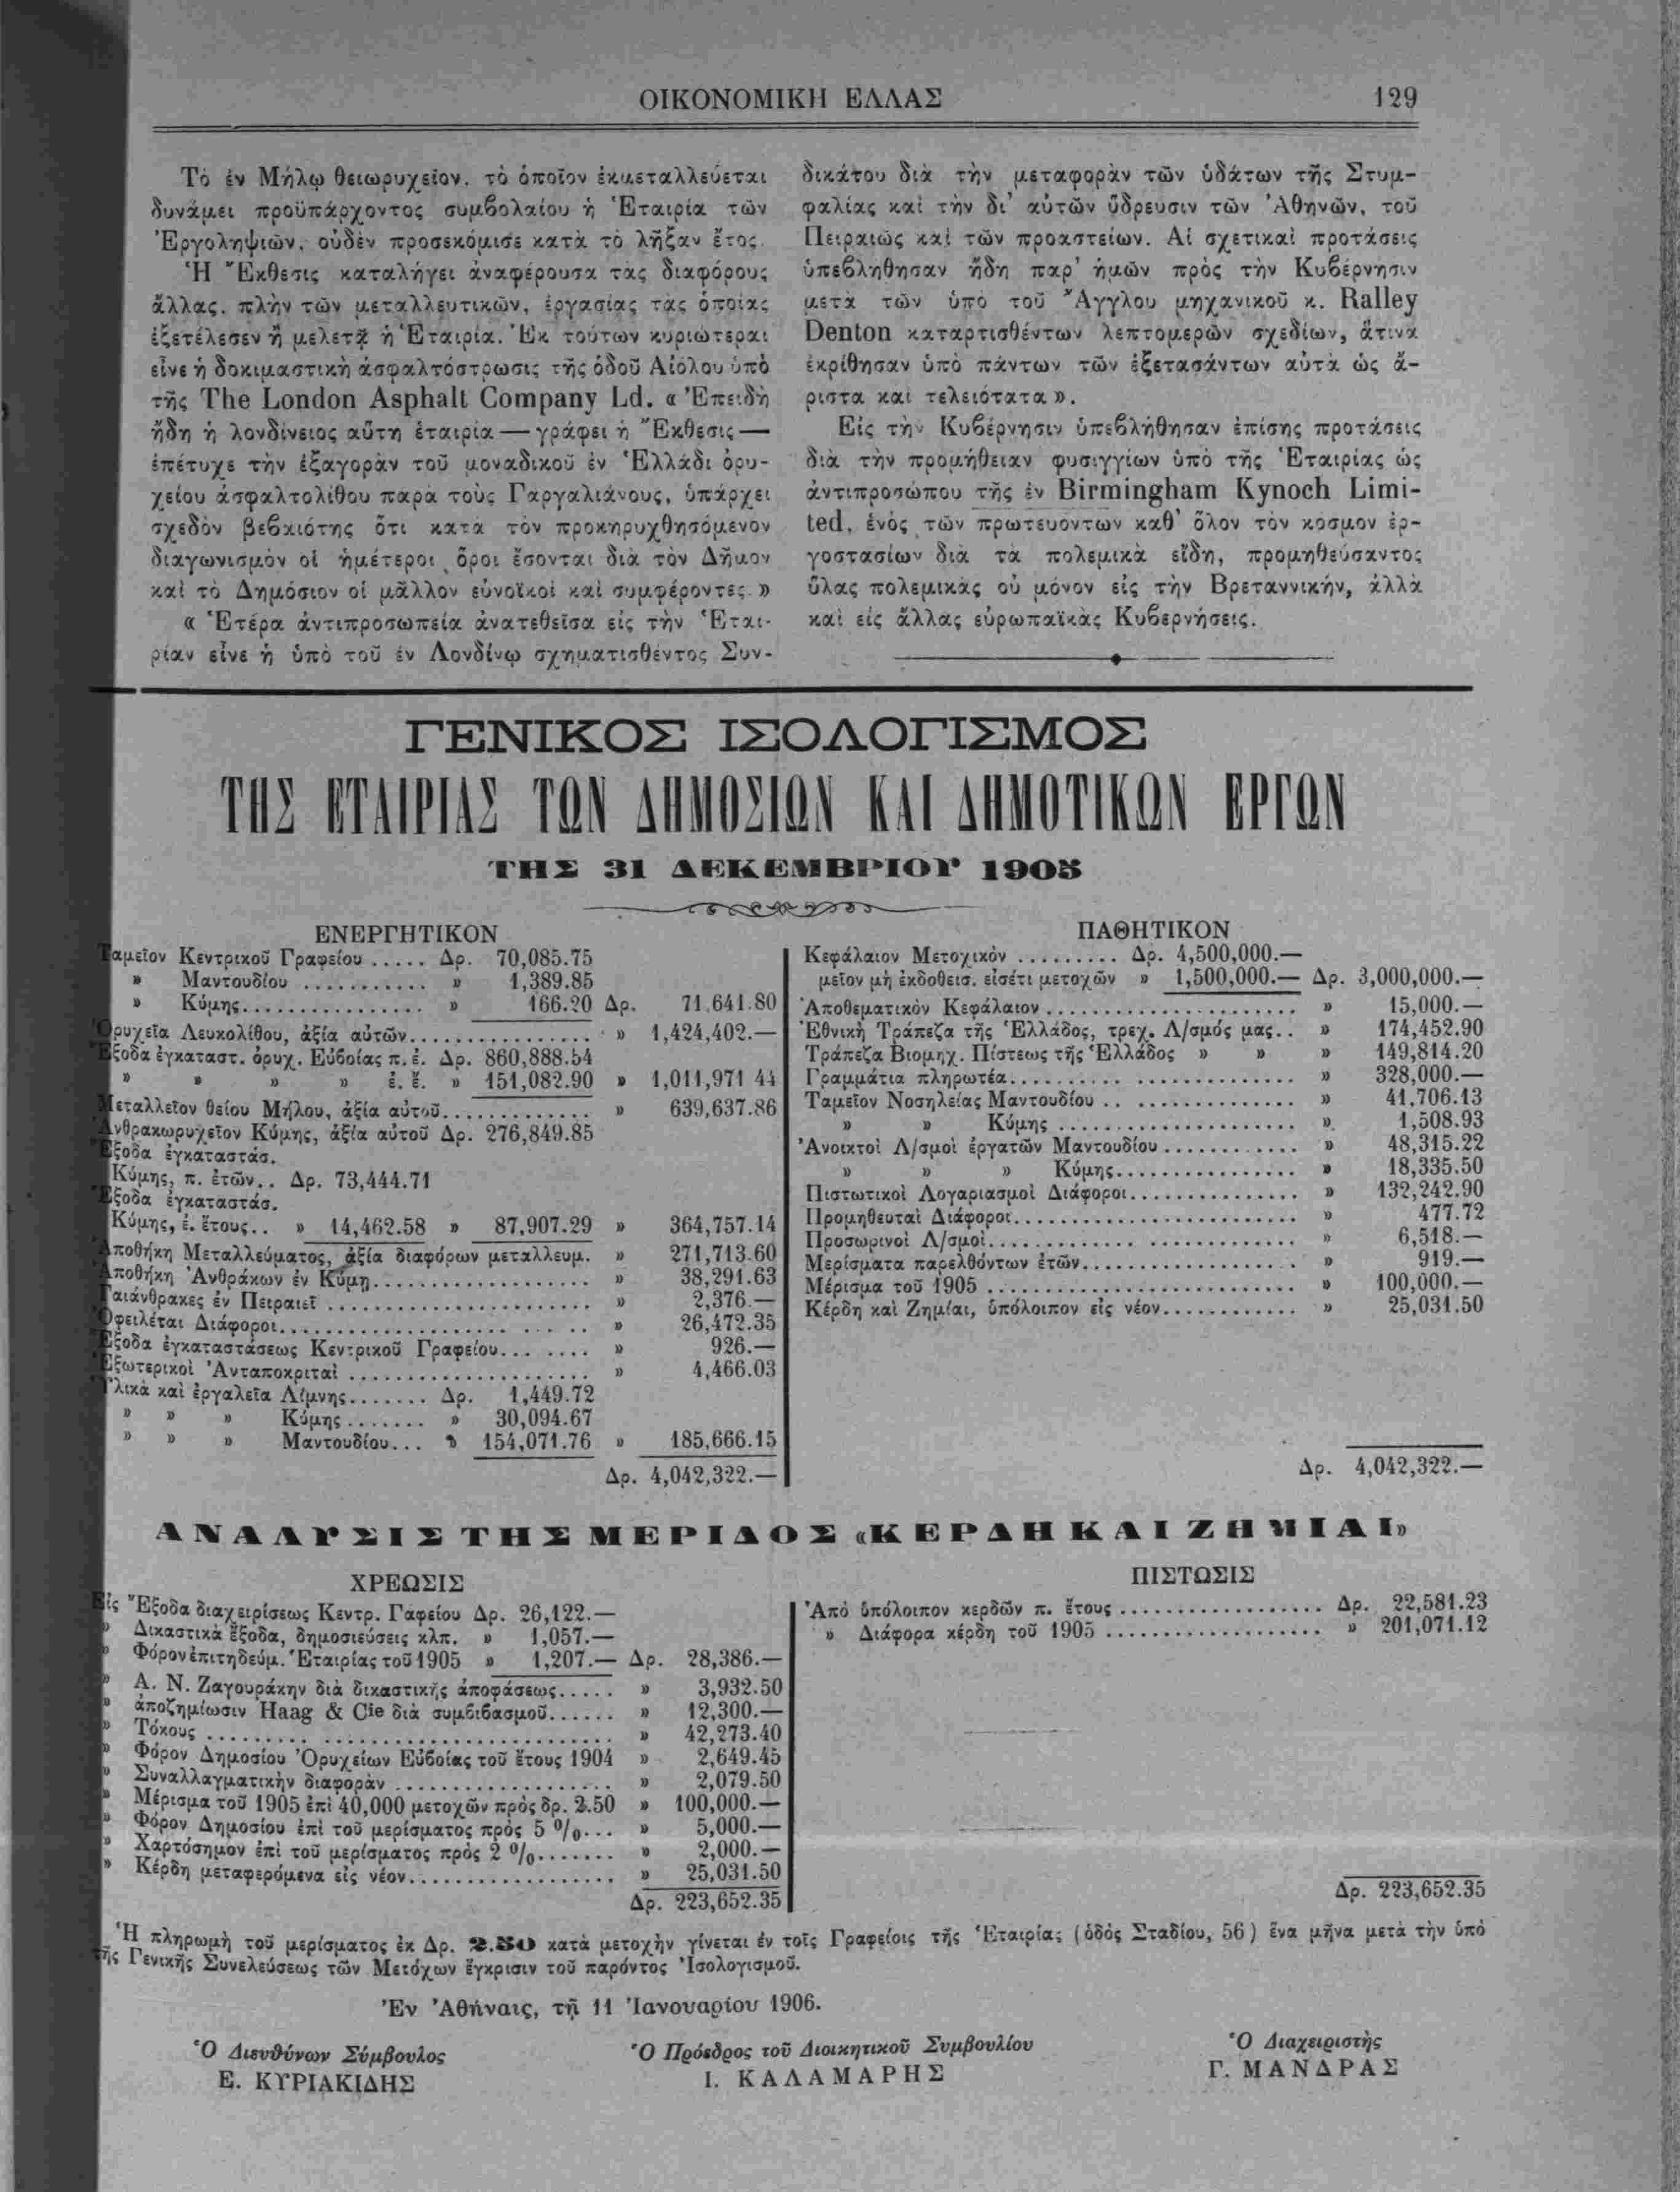 ΟΙΚΟΝΟΜΙΚΗ ΕΛΛΑΣ 129
Τὸ ἐν Μήλῳ θειωρυχεῖον, τὸ ὁποῖον ἐκμεταλλεύεται
δυνάμει προϋπάρχοντος συμβολαίου ἡ Ἑταιρία τῶν
Ἐργοληψιῶν, οὐδὲν προσεκόμισε κατὰ τὸ λῆξαν ἔτος.
Ἡ Ἔκθεσις καταλήγει ἀναφέρουσα τὰς διαφόρους
ἄλλας, πλὴν τῶν μεταλλευτικῶν, ἐργασίας τὰς ὁποίας
ἐξετέλεσεν ἢ μελετᾷ ἡ Ἑταιρία. Ἐκ τούτων κυριώτεραι
εἶνε ἡ δοκιμαστικὴ ἀσφαλτόστρωσις τῆς ὁδοῦ Αἰόλου ὑπὸ
τῆς The London Asphalt Company Ld. « Ἐπειδὴ
ἤδη ἡ λονδίνειος αὕτη ἑταιρία — γράφει ἡ Ἔκθεσις —
ἐπέτυχε τὴν ἐξαγορὰν τοῦ μοναδικοῦ ἐν Ἑλλάδι ὀρυ-
χείου ἀσφαλτολίθου παρὰ τοὺς Γαργαλιάνους, ὑπάρχει
σχεδὸν βεβαιότης ὅτι κατὰ τὸν προκηρυχθησόμενον
διαγωνισμὸν οἱ ἡμέτεροι ὅροι ἔσονται διὰ τὸν Δῆμον
καὶ τὸ Δημόσιον οἱ μᾶλλον εὐνοϊκοὶ καὶ συμφέροντες. »
« Ἑτέρα ἀντιπροσωπεία ἀνατεθεῖσα εἰς τὴν Ἑται-
ρίαν εἶνε ἡ ὑπὸ τοῦ ἐν Λονδίνῳ σχηματισθέντος Συν-
δικάτου διὰ τὴν μεταφορὰν τῶν ὑδάτων τῆς Στυμ-
φαλίας καὶ τὴν δι' αὐτῶν ὕδρευσιν τῶν Ἀθηνῶν, τοῦ
Πειραιῶς καὶ τῶν προαστείων. Αἱ σχετικαὶ προτάσεις
ὑπεβλήθησαν ἤδη παρ' ἡμῶν πρὸς τὴν Κυβέρνησιν
μετὰ τῶν ὑπὸ τοῦ Ἄγγλου μηχανικοῦ κ. Ralley
Denton καταρτισθέντων λεπτομερῶν σχεδίων, ἅτινα
ἐκρίθησαν ὑπὸ πάντων τῶν ἐξετασάντων αὐτὰ ὡς ἄ-
ριστα καὶ τελειότατα ».
Εἰς τὴν Κυβέρνησιν ὑπεβλήθησαν ἐπίσης προτάσεις
διὰ τὴν προμήθειαν φυσιγγίων ὑπὸ τῆς Ἑταιρίας ὡς
ἀντιπροσώπου τῆς ἐν Birmingham Kynoch Limi-
ted, ἑνὸς τῶν πρωτευόντων καθ' ὅλον τὸν κόσμον ἐρ-
γοστασίων διὰ τὰ πολεμικὰ εἴδη, προμηθεύσαντος
ὕλας πολεμικὰς οὐ μόνον εἰς τὴν Βρεταννικήν, ἀλλὰ
καὶ εἰς ἄλλας εὐρωπαϊκὰς Κυβερνήσεις.
ΓΕΝΙΚΟΣ ΙΣΟΛΟΓΙΣΜΟΣ
ΤΗΣ ΕΤΑΙΡΙΑΣ ΤΩΝ ΔΗΜΟΣΙΩΝ ΚΑΙ ΔΗΜΟΤΙΚΩΝ ΕΡΓΩΝ
ΤΗΣ 31 ΔΕΚΕΜΒΡΙΟΥ 1905
ΕΝΕΡΓΗΤΙΚΟΝ
Ταμεῖον Κεντρικοῦ Γραφείου ..... Δρ. 70,085.75
» Μαντουδίου ........... » 1,389.85
» Κύμης................ » 166.20 Δρ. 71,641.80
Ὀρυχεῖα Λευκολίθου, ἀξία αὐτῶν................ » 1,424,402.—
Ἔξοδα ἐγκαταστ. ὀρυχ. Εὐβοίας π. ἐ. Δρ. 860,888.54
» » » » ἐ. ἔ. » 151,082.90 » 1,011,971 44
Μεταλλεῖον θείου Μήλου, ἀξία αὐτοῦ............. » 639,637.86
Ἀνθρακωρυχεῖον Κύμης, ἀξία αὐτοῦ Δρ. 276,849.85
Ἔξοδα ἐγκαταστάσ.
Κύμης, π. ἐτῶν.. Δρ. 73,444.71
Ἔξοδα ἐγκαταστάσ.
Κύμης, ἐ. ἔτους.. » 14,462.58 » 87,907.29 » 364,757.14
Ἀποθήκη Μεταλλεύματος, ἀξία διαφόρων μεταλλευμ. » 271,713.60
Ἀποθήκη Ἀνθράκων ἐν Κύμῃ................... » 38,291.63
Γαιάνθρακες ἐν Πειραιεῖ ....................... » 2,376.—
Ὀφειλέται Διάφοροι........................... » 26,472.35
Ἔξοδα ἐγκαταστάσεως Κεντρικοῦ Γραφείου........ » 926.—
Ἐξωτερικοὶ Ἀνταποκριταὶ ..................... » 4,466.03
Ὑλικὰ καὶ ἐργαλεῖα Λίμνης....... Δρ. 1,449.72
» » » Κύμης....... » 30,094.67
» » » Μαντουδίου... » 154,071.76 » 185,666.15
Δρ. 4,042,322.—
ΠΑΘΗΤΙΚΟΝ
Κεφάλαιον Μετοχικὸν ......... Δρ. 4,500,000.—
μεῖον μὴ ἐκδοθεισ. εἰσέτι μετοχῶν » 1,500,000.— Δρ. 3,000,000.—
Ἀποθεματικὸν Κεφάλαιον...................... » 15,000.—
Ἐθνικὴ Τράπεζα τῆς Ἑλλάδος, τρεχ. Λ/σμός μας.. » 174,452.90
Τράπεζα Βιομηχ. Πίστεως τῆς Ἑλλάδος » » » 149,814.20
Γραμμάτια πληρωτέα......................... » 328,000.—
Ταμεῖον Νοσηλείας Μαντουδίου .. ............... » 41,706.13
» » Κύμης .................... » 1,508.93
Ἀνοικτοὶ Λ/σμοὶ ἐργατῶν Μαντουδίου............ » 48,315.22
» » » Κύμης............... » 18,335.50
Πιστωτικοὶ Λογαριασμοὶ Διάφοροι............... » 132,242.90
Προμηθευταὶ Διάφοροι......................... » 477.72
Προσωρινοὶ Λ/σμοὶ............................ » 6,518.—
Μερίσματα παρελθόντων ἐτῶν................... » 919.—
Μέρισμα τοῦ 1905 ........................... » 100,000.—
Κέρδη καὶ Ζημίαι, ὑπόλοιπον εἰς νέον............ » 25,031.50
Δρ. 4,042,322.—
ΑΝΑΛΥΣΙΣ ΤΗΣ ΜΕΡΙΔΟΣ «ΚΕΡΔΗ ΚΑΙ ΖΗΜΙΑΙ»
ΧΡΕΩΣΙΣ
Εἰς Ἔξοδα διαχειρίσεως Κεντρ. Γαφείου Δρ. 26,122.—
» Δικαστικὰ ἔξοδα, δημοσιεύσεις κλπ. » 1,057.—
» Φόρον ἐπιτηδεύμ. Ἑταιρίας τοῦ 1905 » 1,207.— Δρ. 28,386.—
» Α. Ν. Ζαγουράκην διὰ δικαστικῆς ἀποφάσεως..... » 3,932.50
» ἀποζημίωσιν Haag & Cie διὰ συμβιβασμοῦ...... » 12,300.—
» Τόκους .................................. » 42,273.40
» Φόρον Δημοσίου Ὀρυχείων Εὐβοίας τοῦ ἔτους 1904 » 2,649.45
» Συναλλαγματικὴν διαφορὰν ................... » 2,079.50
» Μέρισμα τοῦ 1905 ἐπὶ 40,000 μετοχῶν πρὸς δρ. 2.50 » 100,000.—
» Φόρον Δημοσίου ἐπὶ τοῦ μερίσματος πρὸς 5 %... » 5,000.—
» Χαρτόσημον ἐπὶ τοῦ μερίσματος πρὸς 2 %....... » 2,000.—
» Κέρδη μεταφερόμενα εἰς νέον.................. » 25,031.50
Δρ. 223,652.35
ΠΙΣΤΩΣΙΣ
Ἀπὸ ὑπόλοιπον κερδῶν π. ἔτους .................. Δρ. 22,581.23
» Διάφορα κέρδη τοῦ 1905 ................... » 201,071.12
Δρ. 223,652.35
Ἡ πληρωμὴ τοῦ μερίσματος ἐκ Δρ. 2.50 κατὰ μετοχὴν γίνεται ἐν τοῖς Γραφείοις τῆς Ἑταιρίας (ὁδὸς Σταδίου, 56) ἕνα μῆνα μετὰ τὴν ὑπὸ
τῆς Γενικῆς Συνελεύσεως τῶν Μετόχων ἔγκρισιν τοῦ παρόντος Ἰσολογισμοῦ.
Ἐν Ἀθήναις, τῇ 11 Ἰανουαρίου 1906.
Ὁ Διευθύνων Σύμβουλος
Ε. ΚΥΡΙΑΚΙΔΗΣ
Ὁ Πρόεδρος τοῦ Διοικητικοῦ Συμβουλίου
Ι. ΚΑΛΑΜΑΡΗΣ
Ὁ Διαχειριστὴς
Γ. ΜΑΝΔΡΑΣ